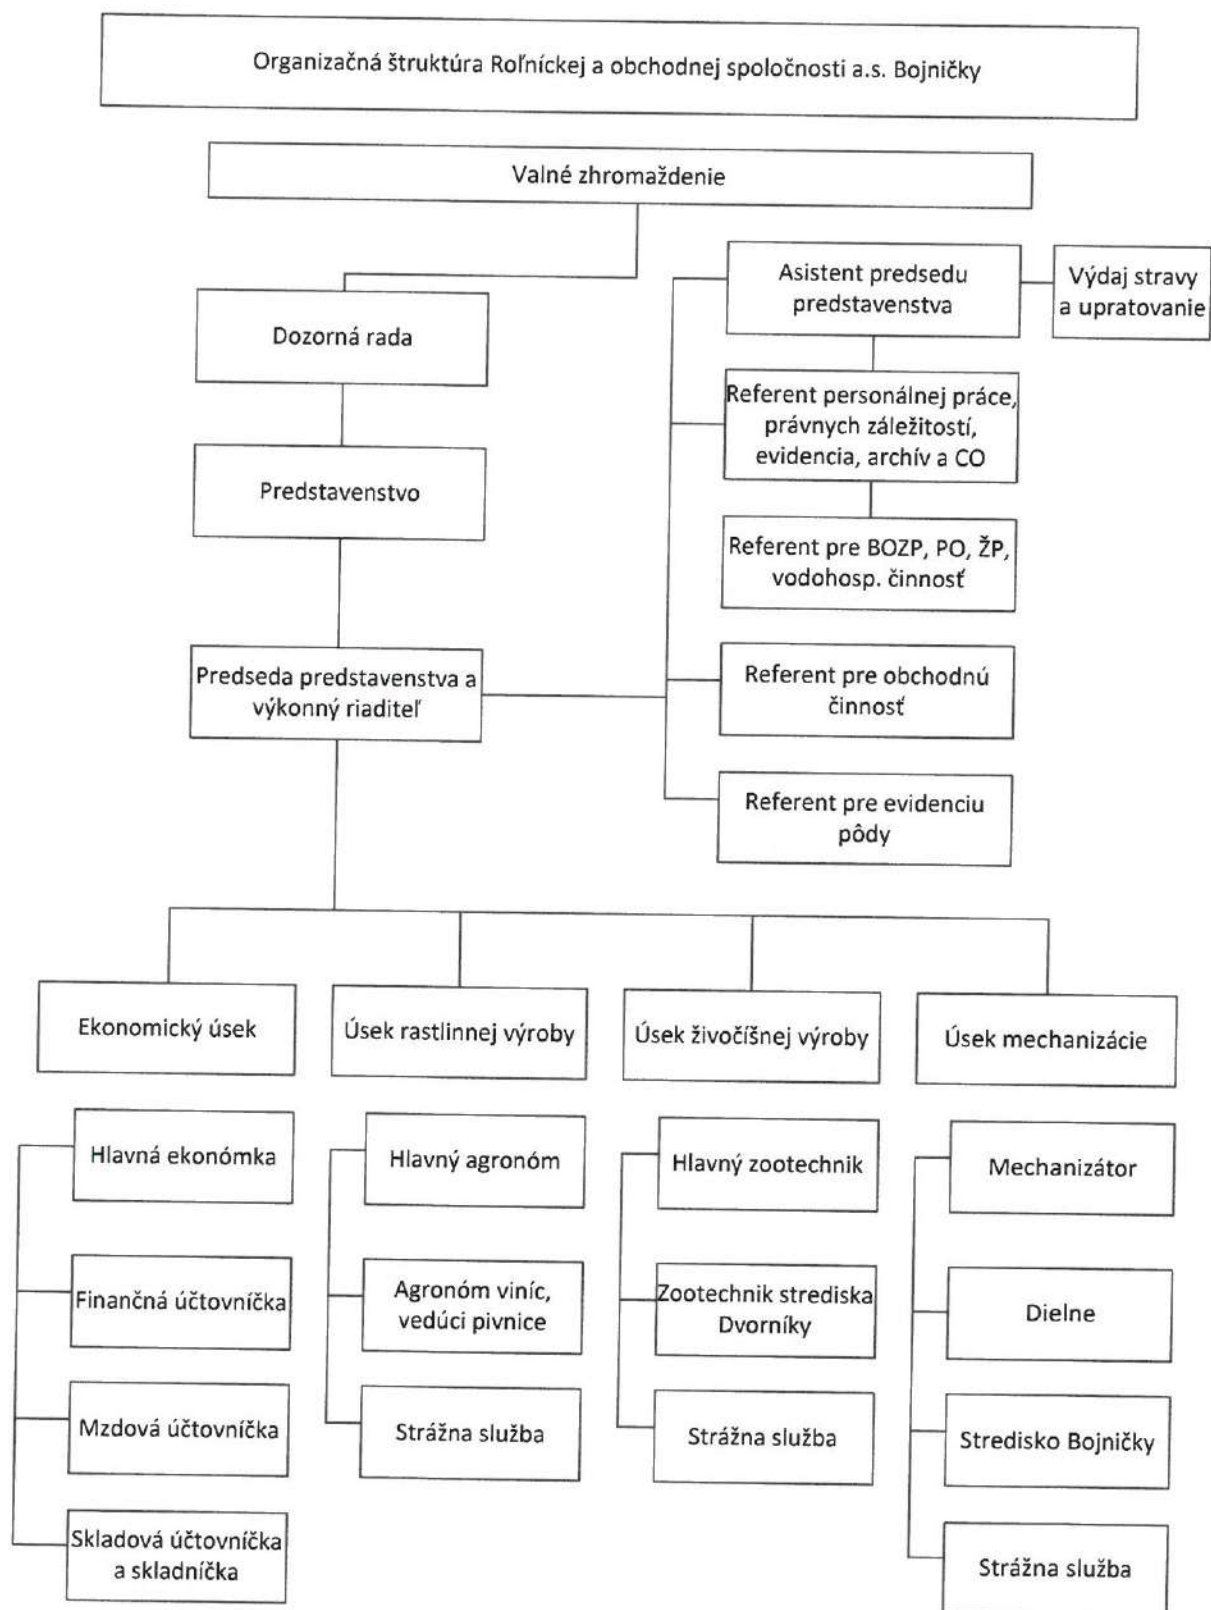 Organizačná štruktúra Roľníckej a obchodnej spoločnosti a.s. Bojničky
Valné zhromaždenie
Asistent predsedu
predstavenstva
Výdaj stravy
a upratovanie
Dozorná rada
Referent personálnej práce,
právnych záležitostí,
evidencia, archív a CO
Predstavenstvo
Referent pre BOZP, PO, ŽP,
vodohosp. činnosť
Predseda predstavenstva a
výkonný riaditeľ
Referent pre obchodnú
činnosť
Referent pre evidenciu
pôdy
Ekonomický úsek
Úsek rastlinnej výroby
Úsek živočíšnej výroby
Úsek mechanizácie
Hlavná ekonómka
Hlavný agronóm
Hlavný zootechnik
Mechanizátor
Finančná účtovníčka
Agronóm viníc,
vedúci pivnice
Zootechnik strediska
Dvorníky
Dielne
Mzdová účtovníčka
Strážna služba
Strážna služba
Stredisko Bojničky
Skladová účtovníčka
a skladníčka
Strážna služba